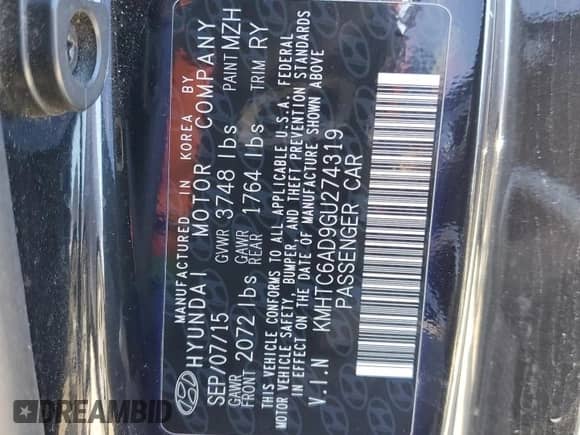 MANUFACTURED IN KOREA BY
HYUNDAI MOTOR COMPANY
SEP/07/15 GVWR 3748 lbs PAINT MZH
GAWR FRONT 2072 lbs GAWR REAR 1764 lbs TRIM RY
THIS VEHICLE CONFORMS TO ALL APPLICABLE U.S.A. FEDERAL
MOTOR VEHICLE SAFETY, BUMPER, AND THEFT PREVENTION STANDARDS
IN EFFECT ON THE DATE OF MANUFACTURE SHOWN ABOVE
V.I.N KMHTC6AD9GU274319
PASSENGER CAR
DREAMBID